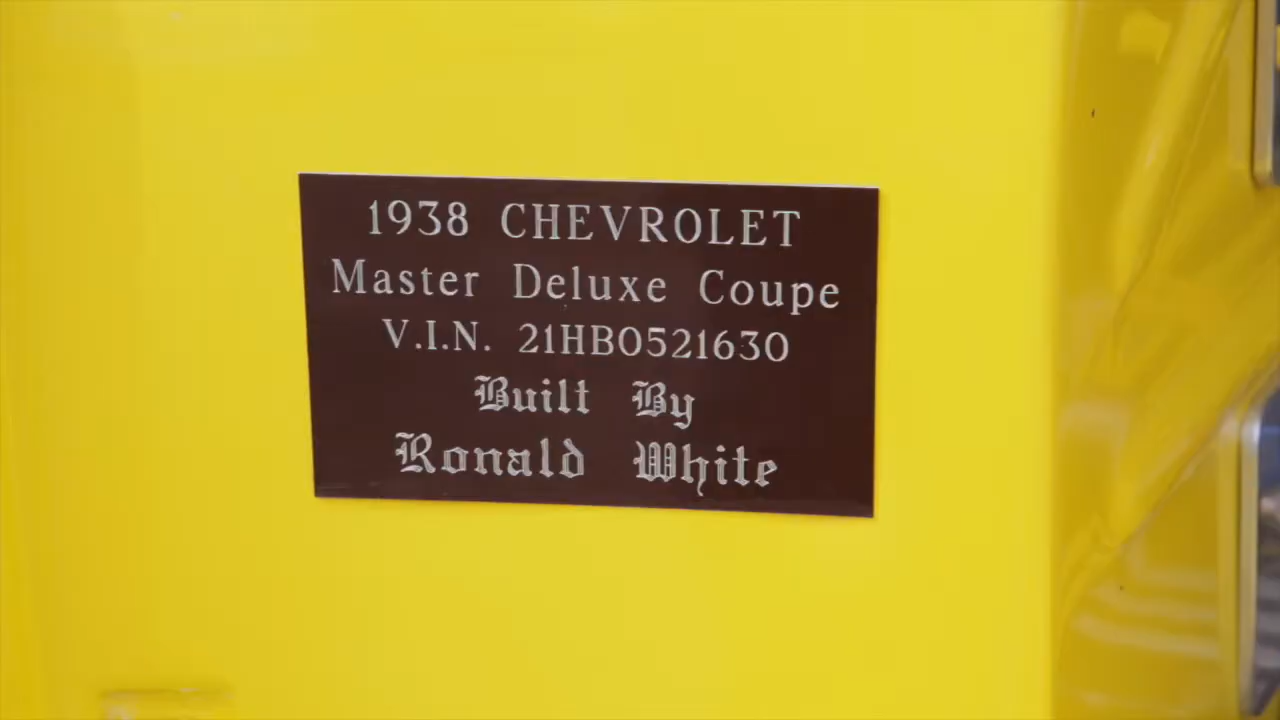 1938 CHEVROLET
Master Deluxe Coupe
V.I.N. 21HB0521630
Built By
Ronald White